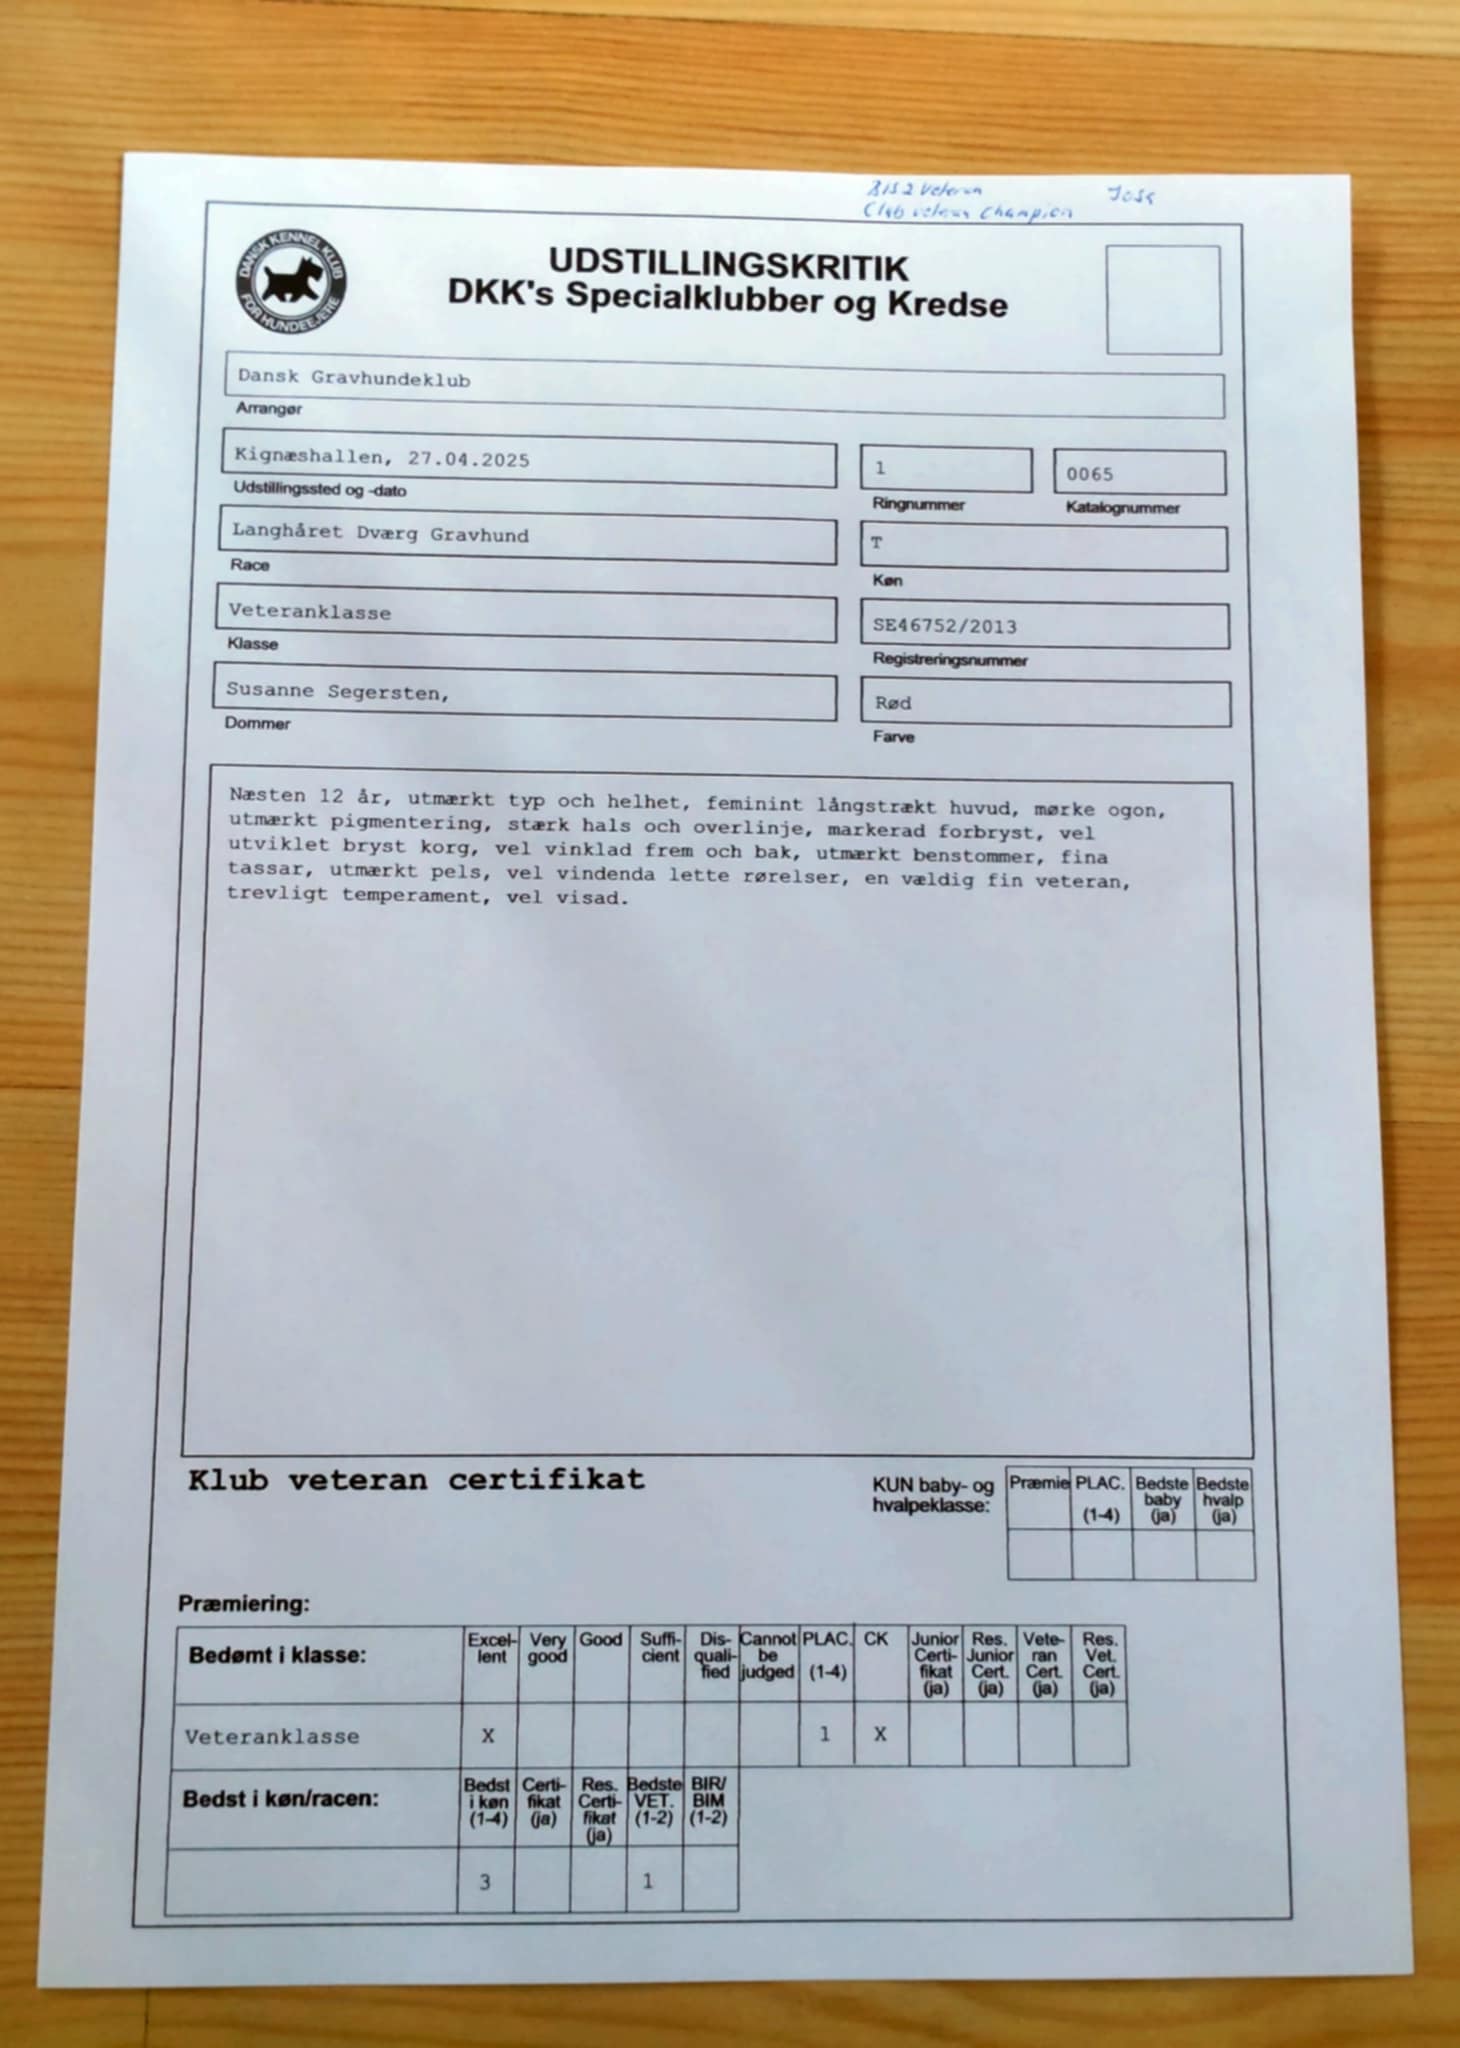 BIS 2 Veteran
Club veteran Champion
DANSK KENNEL KLUB
FOR HUNDEEJERE
UDSTILLINGSKRITIK
DKK's Specialklubber og Kredse
Dansk Gravhundeklub
Arrangør
Kignæshallen, 27.04.2025
Udstillingssted og -dato
1
Ringnummer
0065
Katalognummer
Langhåret Dværg Gravhund
Race
T
Køn
Veteranklasse
Klasse
SE46752/2013
Registreringsnummer
Susanne Segersten,
Dommer
Rød
Farve
Næsten 12 år, utmærkt typ och helhet, feminint långstrækt huvud, mørke ogon,
utmærkt pigmentering, stærk hals och overlinje, markerad forbryst, vel
utviklet bryst korg, vel vinklad frem och bak, utmærkt benstommer, fina
tassar, utmærkt pels, vel vindenda lette rørelser, en vældig fin veteran,
trevligt temperament, vel visad.
Klub veteran certifikat
KUN baby- og
hvalpeklasse:
Præmie
PLAC.
(1-4)
Bedste
baby
(ja)
Bedste
hvalp
(ja)
Præmiering:
Bedømt i klasse:
Excel-
lent
Very
good
Good
Suffi-
cient
Dis-
quali-
fied
Cannot
be
judged
PLAC.
(1-4)
CK
Junior
Certi-
fikat
(ja)
Res.
Junior
Cert.
(ja)
Vete-
ran
Cert.
(ja)
Res.
Vet.
Cert.
(ja)
Veteranklasse
X
1
X
Bedst i køn/racen:
Bedst
i køn
(1-4)
Certi-
fikat
(ja)
Res.
Certi-
fikat
(ja)
Bedste
VET.
(1-2)
BIR/
BIM
(1-2)
3
1